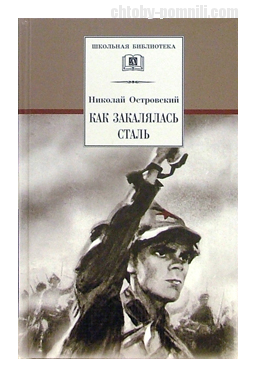 chtoby-pomnili.com
ШКОЛЬНАЯ БИБЛИОТЕКА
Николай Островский
КАК ЗАКАЛЯЛАСЬ
СТАЛЬ